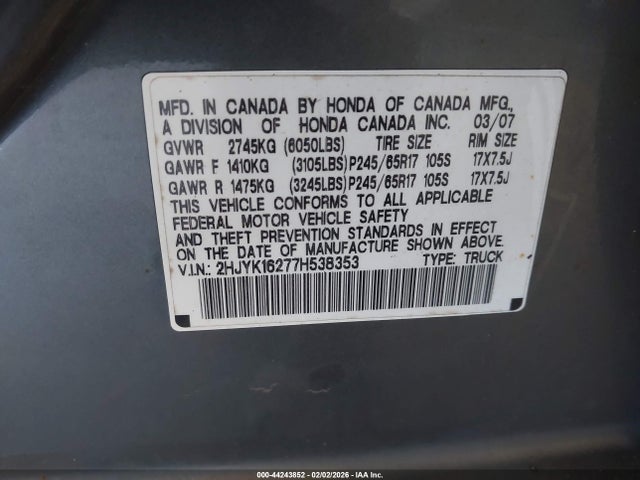 MFD. IN CANADA BY HONDA OF CANADA MFG.,
A DIVISION OF HONDA CANADA INC. 03/07
GVWR 2745KG (6050LBS) TIRE SIZE RIM SIZE
GAWR F 1410KG (3105LBS) P245/65R17 105S 17X7.5J
GAWR R 1475KG (3245LBS) P245/65R17 105S 17X7.5J
THIS VEHICLE CONFORMS TO ALL APPLICABLE
FEDERAL MOTOR VEHICLE SAFETY
AND THEFT PREVENTION STANDARDS IN EFFECT
ON THE DATE OF MANUFACTURE SHOWN ABOVE.
V.I.N.: 2HJYK16277H538353 TYPE: TRUCK
000-44243852 - 02/02/2026 - IAA Inc.